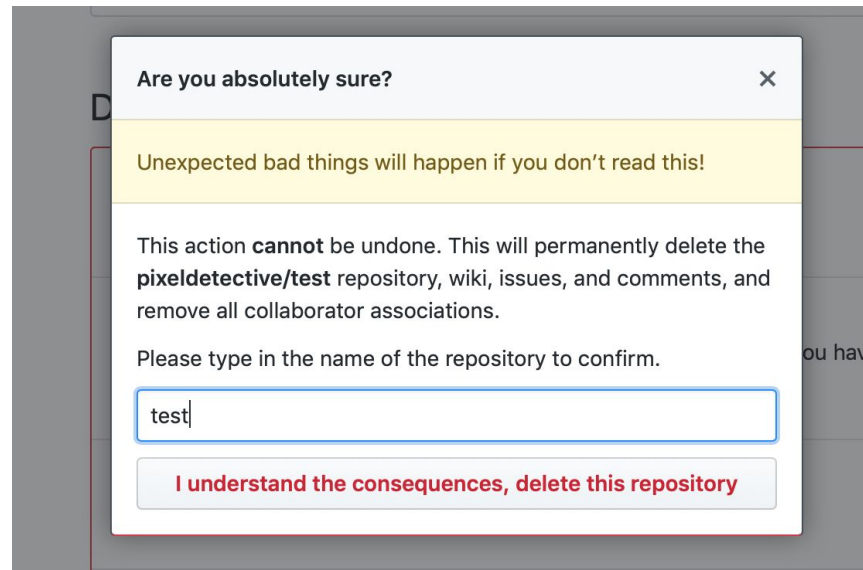 Are you absolutely sure? ×
D
Unexpected bad things will happen if you don’t read this!
This action cannot be undone. This will permanently delete the
pixeldetective/test repository, wiki, issues, and comments, and
remove all collaborator associations.
Please type in the name of the repository to confirm.
ou hav
test
I understand the consequences, delete this repository